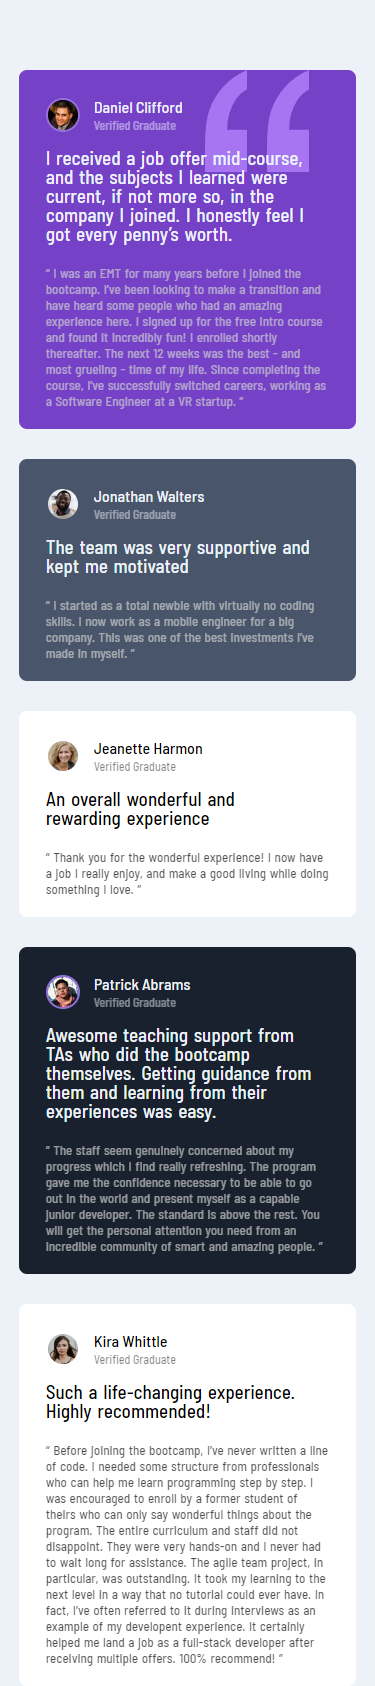 Daniel Clifford
Verified Graduate
I received a job offer mid-course,
and the subjects I learned were
current, if not more so, in the
company I joined. I honestly feel I
got every penny’s worth.
“ I was an EMT for many years before I joined the
bootcamp. I’ve been looking to make a transition and
have heard some people who had an amazing
experience here. I signed up for the free intro course
and found it incredibly fun! I enrolled shortly
thereafter. The next 12 weeks was the best - and
most grueling - time of my life. Since completing the
course, I’ve successfully switched careers, working as
a Software Engineer at a VR startup. ”
Jonathan Walters
Verified Graduate
The team was very supportive and
kept me motivated
“ I started as a total newbie with virtually no coding
skills. I now work as a mobile engineer for a big
company. This was one of the best investments I’ve
made in myself. ”
Jeanette Harmon
Verified Graduate
An overall wonderful and
rewarding experience
“ Thank you for the wonderful experience! I now have
a job I really enjoy, and make a good living while doing
something I love. ”
Patrick Abrams
Verified Graduate
Awesome teaching support from
TAs who did the bootcamp
themselves. Getting guidance from
them and learning from their
experiences was easy.
“ The staff seem genuinely concerned about my
progress which I find really refreshing. The program
gave me the confidence necessary to be able to go
out in the world and present myself as a capable
junior developer. The standard is above the rest. You
will get the personal attention you need from an
incredible community of smart and amazing people. ”
Kira Whittle
Verified Graduate
Such a life-changing experience.
Highly recommended!
“ Before joining the bootcamp, I’ve never written a line
of code. I needed some structure from professionals
who can help me learn programming step by step. I
was encouraged to enroll by a former student of
theirs who can only say wonderful things about the
program. The entire curriculum and staff did not
disappoint. They were very hands-on and I never had
to wait long for assistance. The agile team project, in
particular, was outstanding. It took my learning to the
next level in a way that no tutorial could ever have. In
fact, I’ve often referred to it during interviews as an
example of my developent experience. It certainly
helped me land a job as a full-stack developer after
receiving multiple offers. 100% recommend! ”